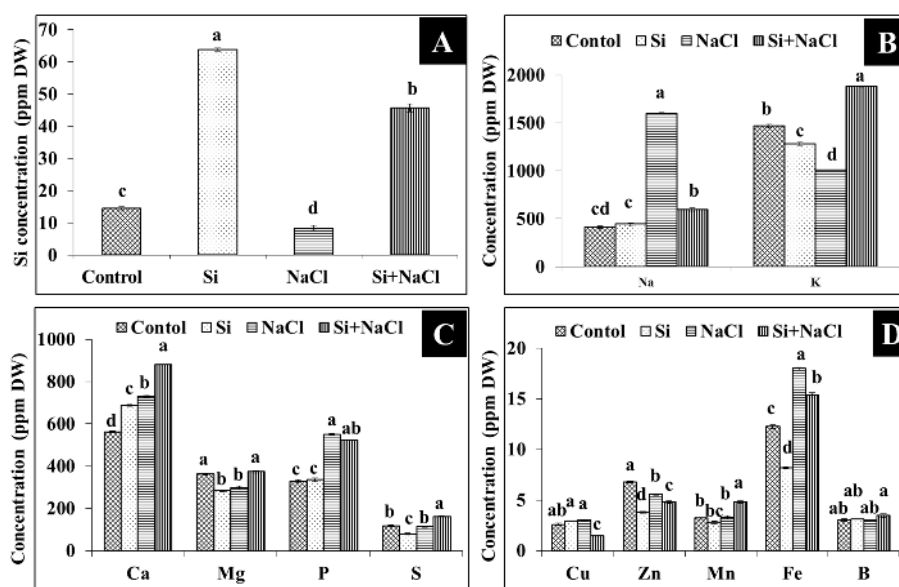 A
Si concentration (ppm DW)
70
60
50
40
30
20
10
0
c
a
d
b
Control Si NaCl Si+NaCl
B
Contol Si NaCl Si+NaCl
Concentration (ppm DW)
2000
1500
1000
500
0
cd c a b b c d a
Na K
C
Contol Si NaCl Si+NaCl
Concentration (ppm DW)
1000
800
600
400
200
0
d c b a a b b a c c a ab b c b a
Ca Mg P S
D
Contol Si NaCl Si+NaCl
Concentration (ppm DW)
20
15
10
5
0
ab a a c a d b c b bc b a c d a b ab ab ab a
Cu Zn Mn Fe B